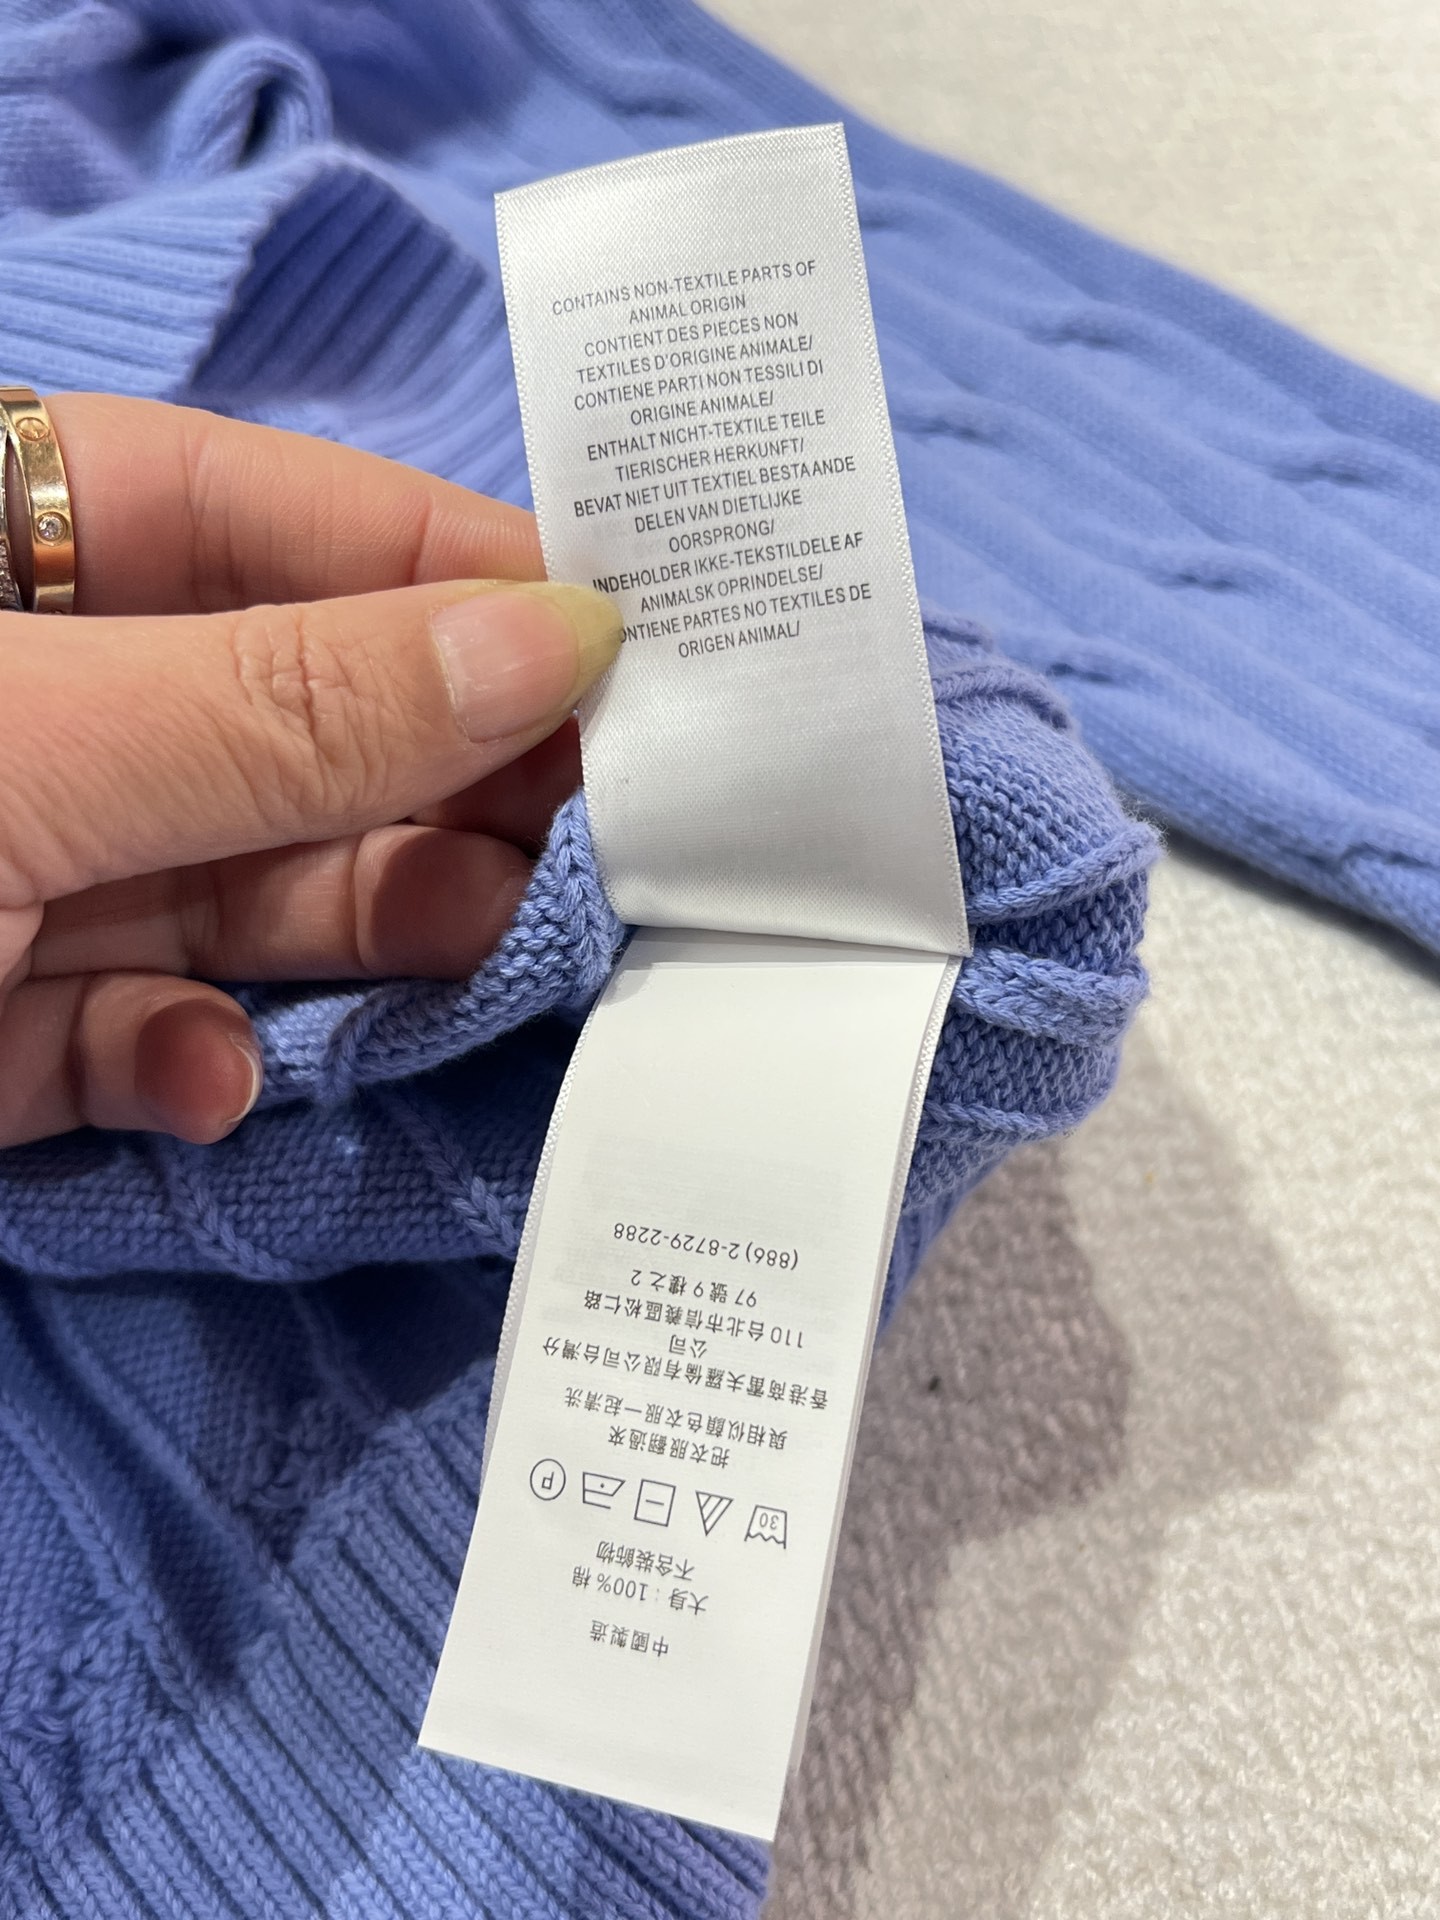 CONTAINS NON-TEXTILE PARTS OF
ANIMAL ORIGIN
CONTIENT DES PIECES NON
TEXTILES D'ORIGINE ANIMALE/
CONTIENE PARTI NON TESSILI DI
ORIGINE ANIMALE/
ENTHALT NICHT-TEXTILE TEILE
TIERISCHER HERKUNFT/
BEVAT NIET UIT TEXTIEL BESTAANDE
DELEN VAN DIETLIJKE
OORSPRONG/
INDEHOLDER IKKE-TEKSTILDELE AF
ANIMALSK OPRINDELSE/
ONTIENE PARTES NO TEXTILES DE
ORIGEN ANIMAL/
中國製造
大身：100% 棉
不含裝飾物
30
P
把衣服翻過來
與相似顏色衣服一起清洗
香港商雷夫羅倫有限公司台灣分
公司
110 台北市信義區松仁路
97 號 9 樓之 2
(886) 2-8729-2288